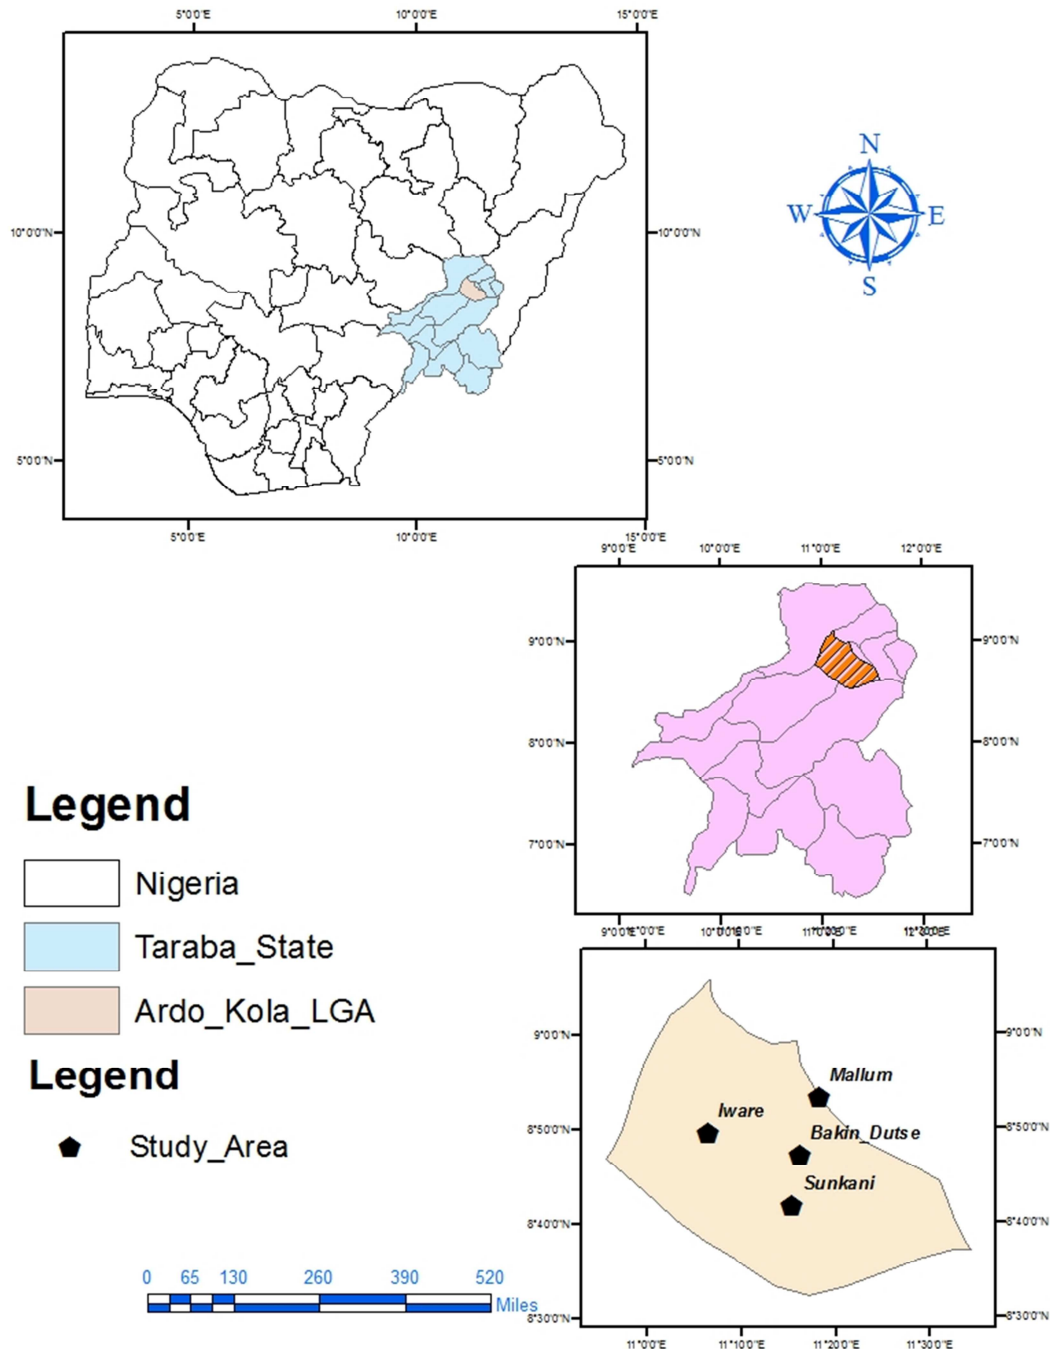 5°0'0"E 10°0'0"E 15°0'0"E
10°0'0"N 10°0'0"N
5°0'0"N 5°0'0"N
5°0'0"E 10°0'0"E 15°0'0"E
N
W E
S
9°0'0"E 10°0'0"E 11°0'0"E 12°0'0"E
9°0'0"N 9°0'0"N
8°0'0"N 8°0'0"N
7°0'0"N 7°0'0"N
Legend
Nigeria
Taraba_State
Ardo_Kola_LGA
Legend
Study_Area
9°0'0"N 9°0'0"N
Mallum
Iware
8°50'0"N 8°50'0"N
Bakin_Dutse
Sunkani
8°40'0"N 8°40'0"N
8°30'0"N 8°30'0"N
11°0'0"E 11°10'0"E 11°20'0"E 11°30'0"E
0 65 130 260 390 520
Miles